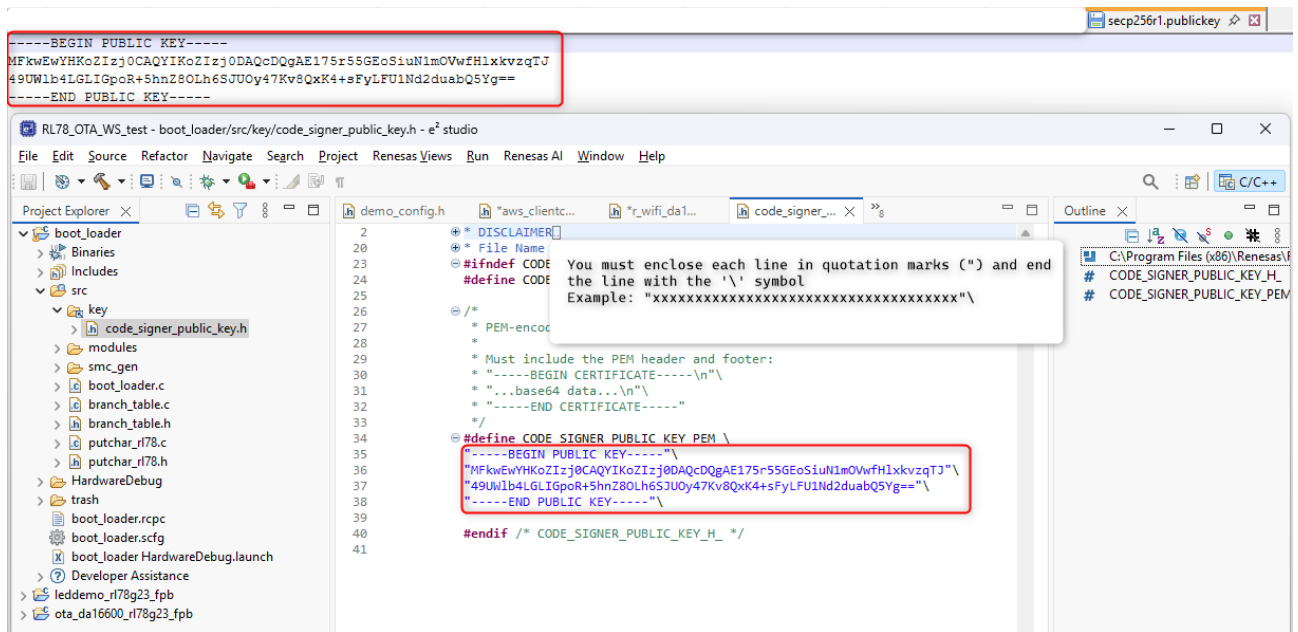 secp256r1.publickey
-----BEGIN PUBLIC KEY-----
MFkwEwYHKoZIzj0CAQYIKoZIzj0DAQcDQgAE175r55GEoSiuN1mOVwfHlxkvzqTJ
49UWlb4LGLIGpoR+5hnZ8OLh6SJUOy47Kv8QxK4+sFyLFU1Nd2duabQ5Yg==
-----END PUBLIC KEY-----
RL78_OTA_WS_test - boot_loader/src/key/code_signer_public_key.h - e² studio
File Edit Source Refactor Navigate Search Project Renesas Views Run Renesas AI Window Help
C/C++
Project Explorer
demo_config.h
*aws_clientc...
*r_wifi_da1...
code_signer_...
8
Outline
boot_loader
Binaries
Includes
src
key
code_signer_public_key.h
modules
smc_gen
boot_loader.c
branch_table.c
branch_table.h
putchar_rl78.c
putchar_rl78.h
HardwareDebug
trash
boot_loader.rcpc
boot_loader.scfg
boot_loader HardwareDebug.launch
Developer Assistance
leddemo_rl78g23_fpb
ota_da16600_rl78g23_fpb
2 * DISCLAIMER
20 * File Name
23 #ifndef CODE
24 #define CODE
25
26 /*
27 * PEM-encod
28 *
29 * Must include the PEM header and footer:
30 * "-----BEGIN CERTIFICATE-----\n"\
31 * "...base64 data...\n"\
32 * "-----END CERTIFICATE-----"
33 */
34 #define CODE_SIGNER_PUBLIC_KEY_PEM \
35 "-----BEGIN PUBLIC KEY-----"\
36 "MFkwEwYHKoZIzj0CAQYIKoZIzj0DAQcDQgAE175r55GEoSiuN1mOVwfHlxkvzqTJ"\
37 "49UWlb4LGLIGpoR+5hnZ8OLh6SJUOy47Kv8QxK4+sFyLFU1Nd2duabQ5Yg=="\
38 "-----END PUBLIC KEY-----"\
39
40 #endif /* CODE_SIGNER_PUBLIC_KEY_H_ */
41
You must enclose each line in quotation marks (") and end
the line with the '\' symbol
Example: "xxxxxxxxxxxxxxxxxxxxxxxxxxxxxxxxxxxx"\
C:\Program Files (x86)\Renesas\
CODE_SIGNER_PUBLIC_KEY_H_
CODE_SIGNER_PUBLIC_KEY_PEM